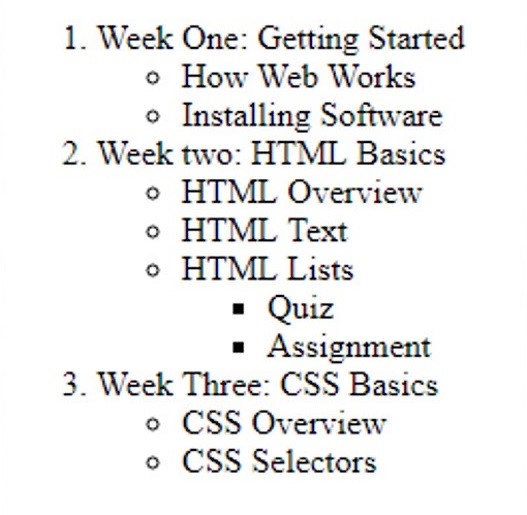 1. Week One: Getting Started
How Web Works
Installing Software
2. Week two: HTML Basics
HTML Overview
HTML Text
HTML Lists
Quiz
Assignment
3. Week Three: CSS Basics
CSS Overview
CSS Selectors